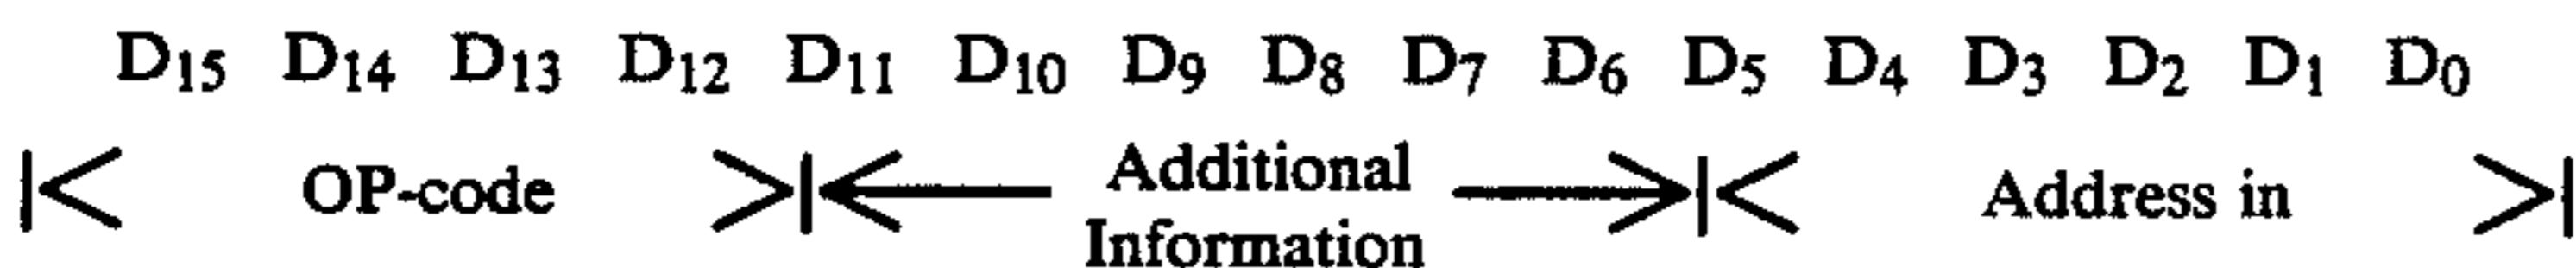 D15 D14 D13 D12 D11 D10 D9 D8 D7 D6 D5 D4 D3 D2 D1 D0
|< OP-code >|<—— Additional ——>|< Address in >|
Information